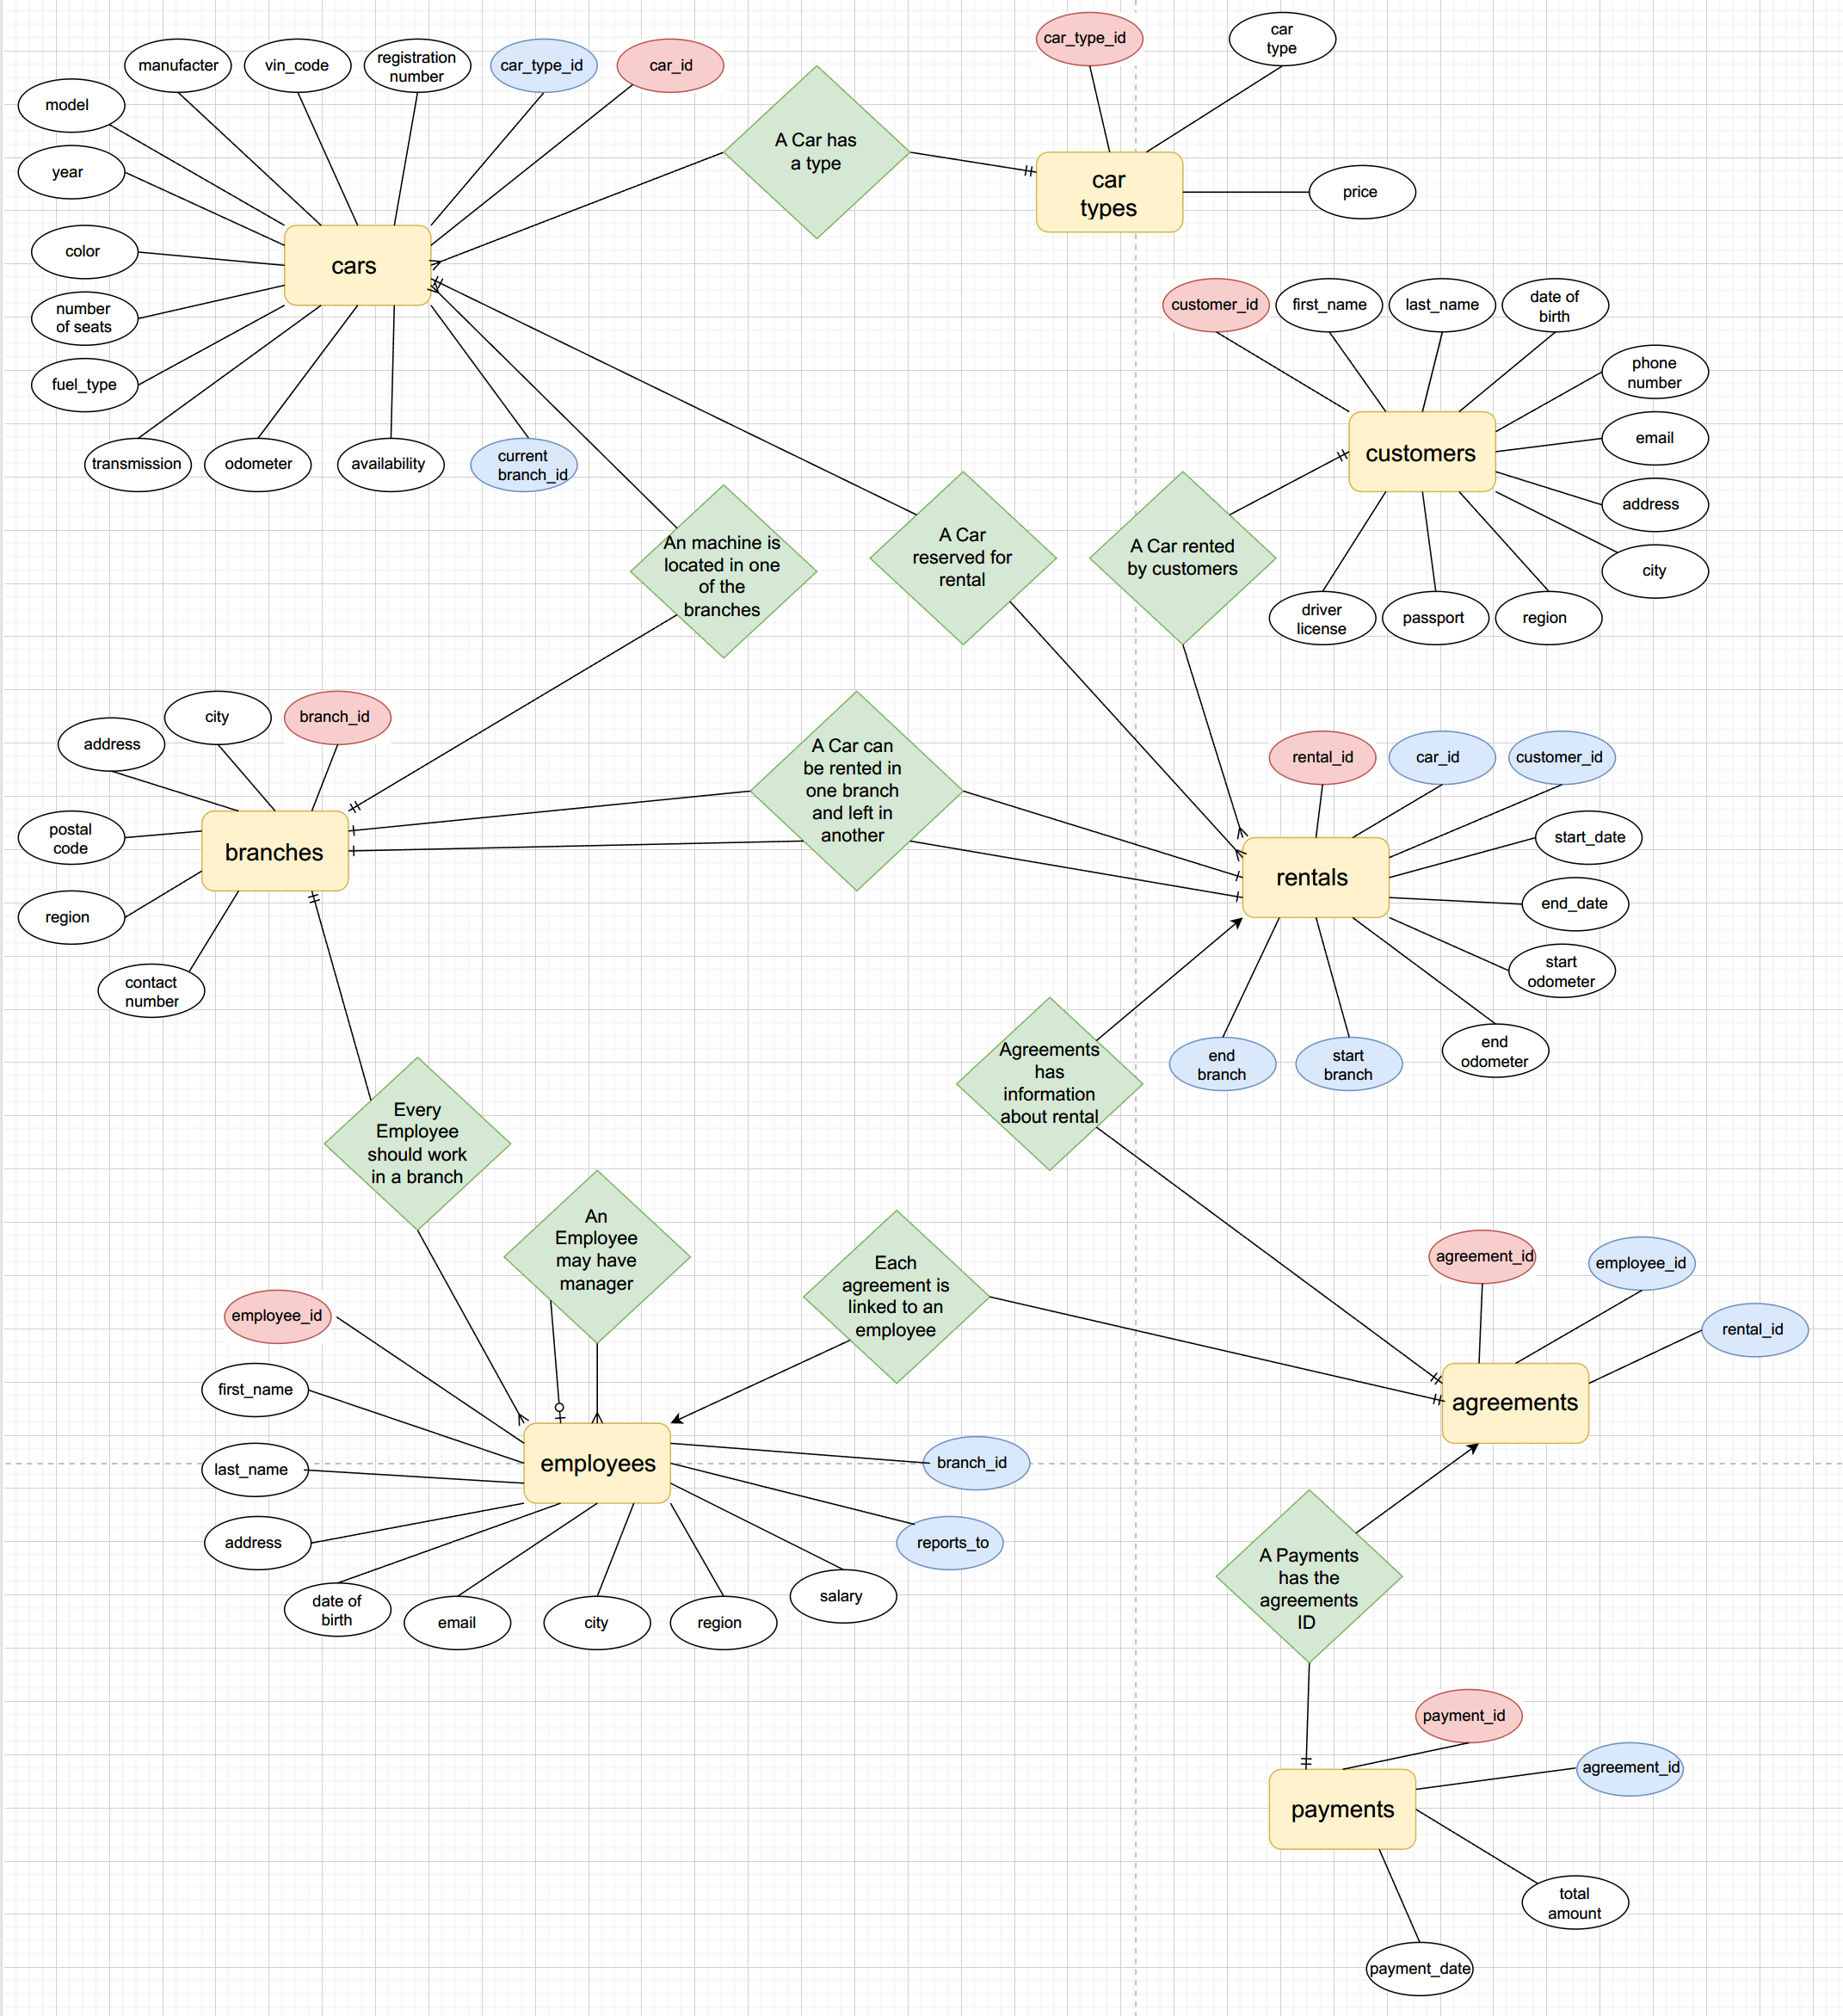 car_type_id
car
type
manufacter
vin_code
registration
number
car_type_id
car_id
model
A Car has
a type
year
car
types
price
color
cars
number
of seats
customer_id
first_name
last_name
date of
birth
fuel_type
phone
number
transmission
odometer
availability
current
branch_id
customers
email
address
city
An machine is
located in one
of the
branches
A Car
reserved for
rental
A Car rented
by customers
driver
license
passport
region
address
city
branch_id
A Car can
be rented in
one branch
and left in
another
rental_id
car_id
customer_id
postal
code
branches
rentals
start_date
region
end_date
contact
number
start
odometer
Agreements
has
information
about rental
end
branch
start
branch
end
odometer
Every
Employee
should work
in a branch
An
Employee
may have
manager
Each
agreement is
linked to an
employee
agreement_id
employee_id
employee_id
rental_id
first_name
agreements
last_name
employees
branch_id
address
reports_to
date of
birth
email
city
region
salary
A Payments
has the
agreements
ID
payment_id
agreement_id
payments
total
amount
payment_date